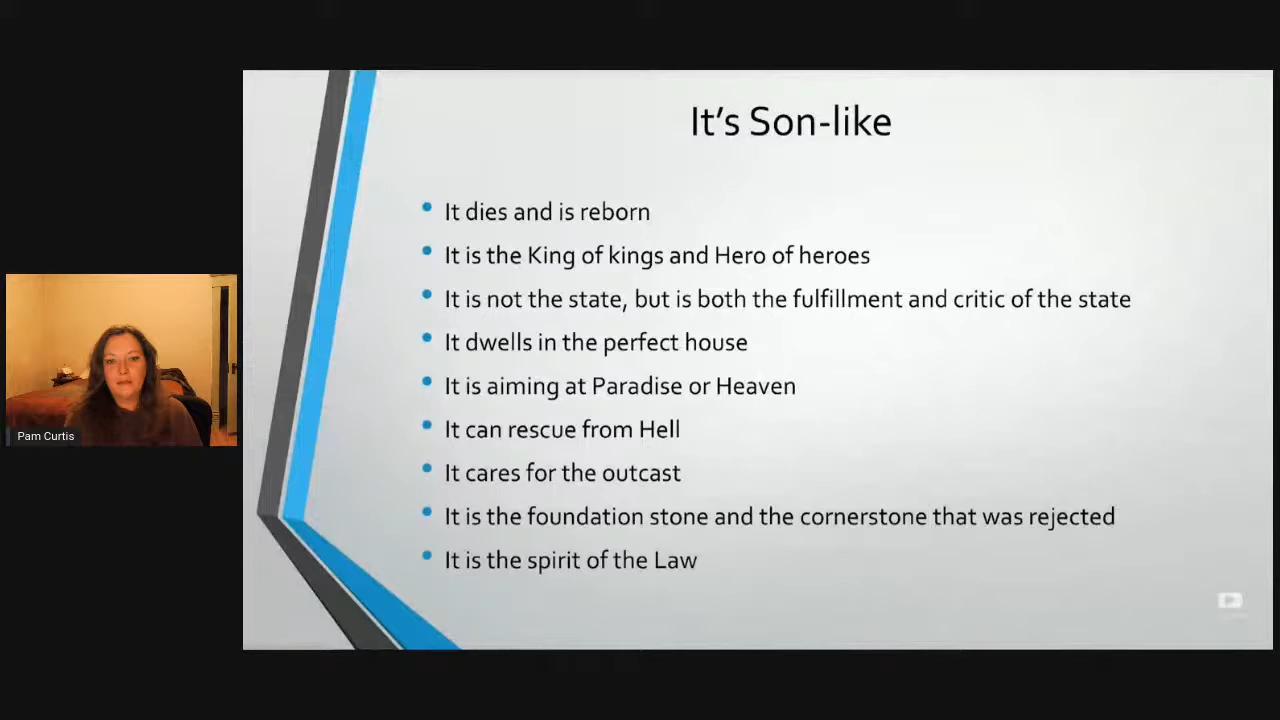 It's Son-like
It dies and is reborn
It is the King of kings and Hero of heroes
It is not the state, but is both the fulfillment and critic of the state
It dwells in the perfect house
It is aiming at Paradise or Heaven
It can rescue from Hell
Pam Curtis
It cares for the outcast
It is the foundation stone and the cornerstone that was rejected
It is the spirit of the Law